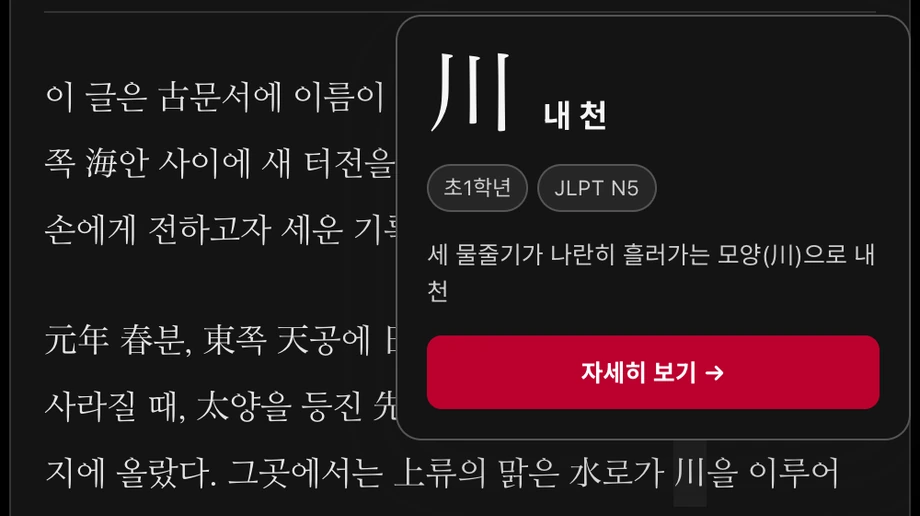 이 글은 古문서에 이름이
쪽 海안 사이에 새 터전을
손에게 전하고자 세운
元年 春분, 東쪽 天공에
사라질 때, 太양을 등진 先
지에 올랐다. 그곳에서는 上류의 맑은 水로가 川을 이루어
川 내 천
초1학년 JLPT N5
세 물줄기가 나란히 흘러가는 모양(川)으로 내
천
자세히 보기 →